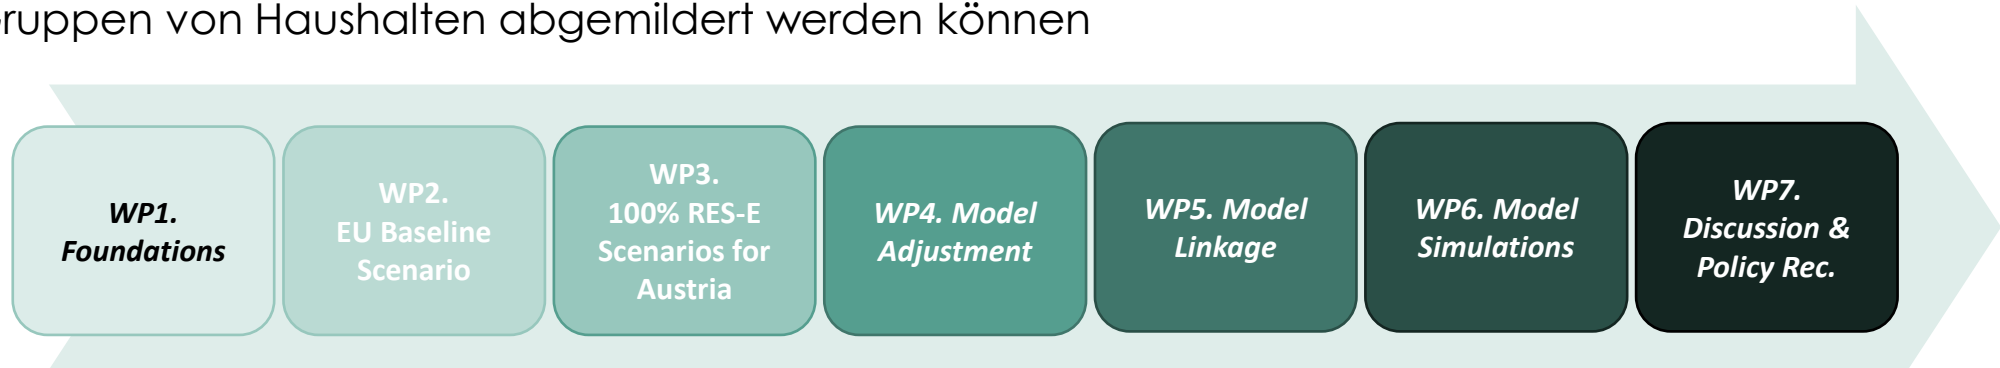 ruppen von Haushalten abgemildert werden können
WP1.
Foundations
WP2.
EU Baseline
Scenario
WP3.
100% RES-E
Scenarios for
Austria
WP4. Model
Adjustment
WP5. Model
Linkage
WP6. Model
Simulations
WP7.
Discussion &
Policy Rec.